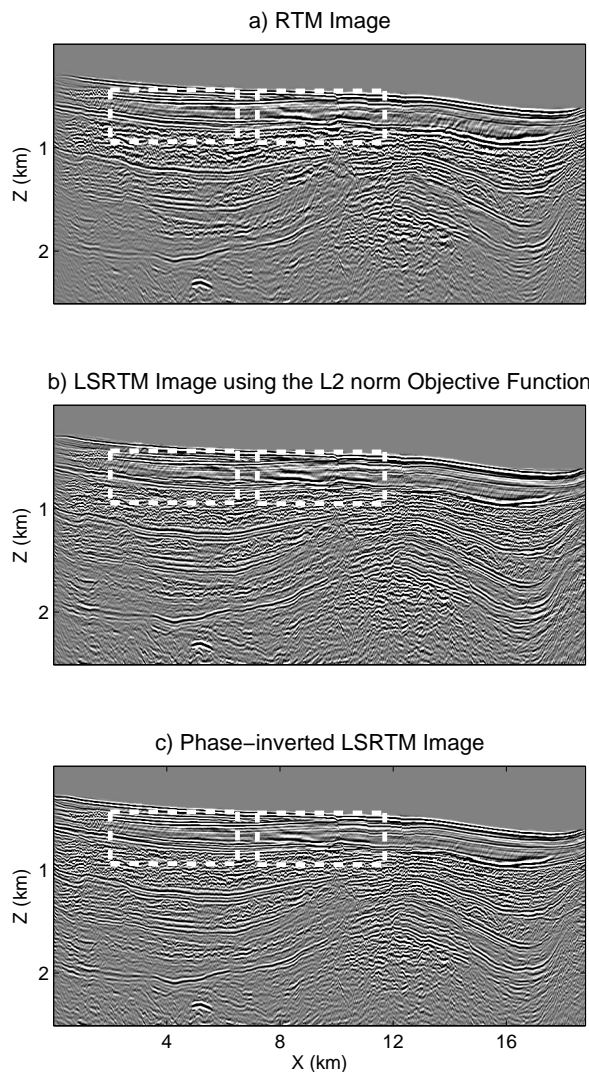 a) RTM Image
Z (km)
1
2
b) LSRTM Image using the L2 norm Objective Function
Z (km)
1
2
c) Phase−inverted LSRTM Image
Z (km)
1
2
4 8 12 16
X (km)